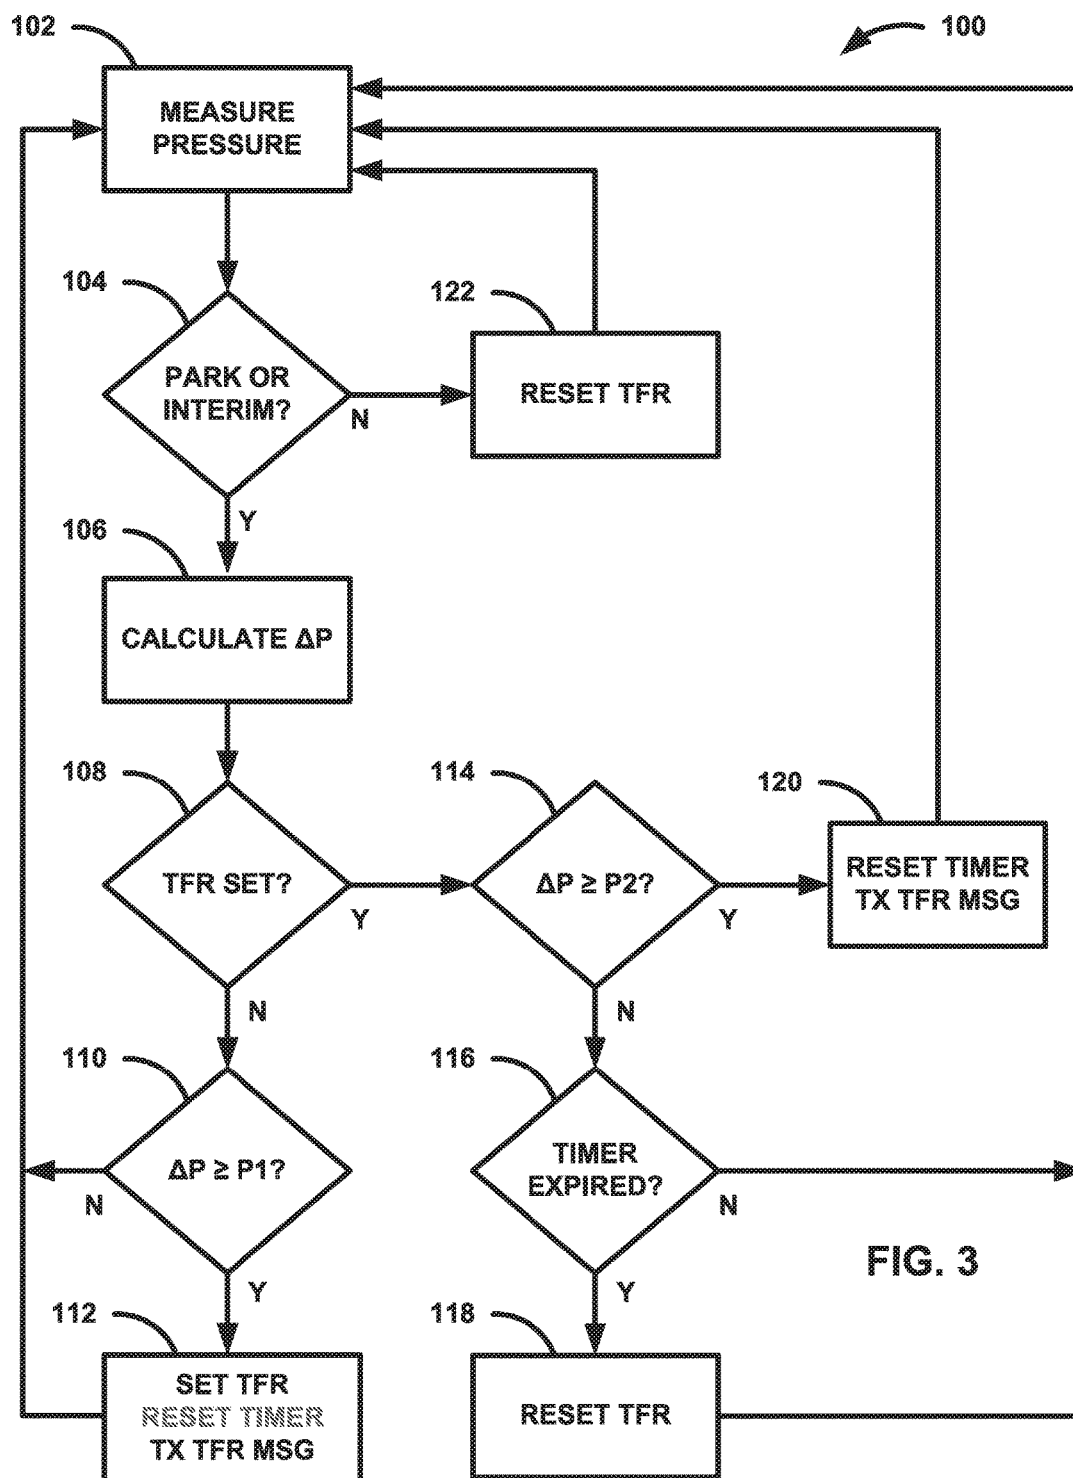 102
100
MEASURE
PRESSURE
104
122
PARK OR
INTERIM?
N
RESET TFR
Y
106
CALCULATE ΔP
108
114
120
TFR SET?
Y
ΔP ≥ P2?
Y
RESET TIMER
TX TFR MSG
N
N
110
116
ΔP ≥ P1?
N
TIMER
EXPIRED?
N
FIG. 3
Y
Y
112
118
SET TFR
RESET TIMER
TX TFR MSG
RESET TFR